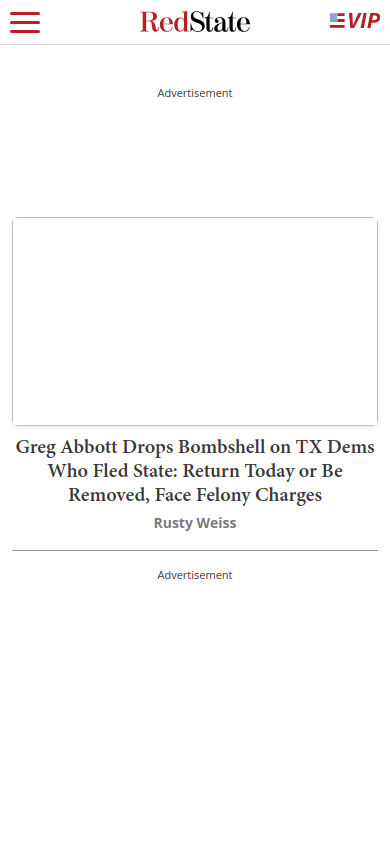 RedState
VIP
Advertisement
Greg Abbott Drops Bombshell on TX Dems
Who Fled State: Return Today or Be
Removed, Face Felony Charges
Rusty Weiss
Advertisement